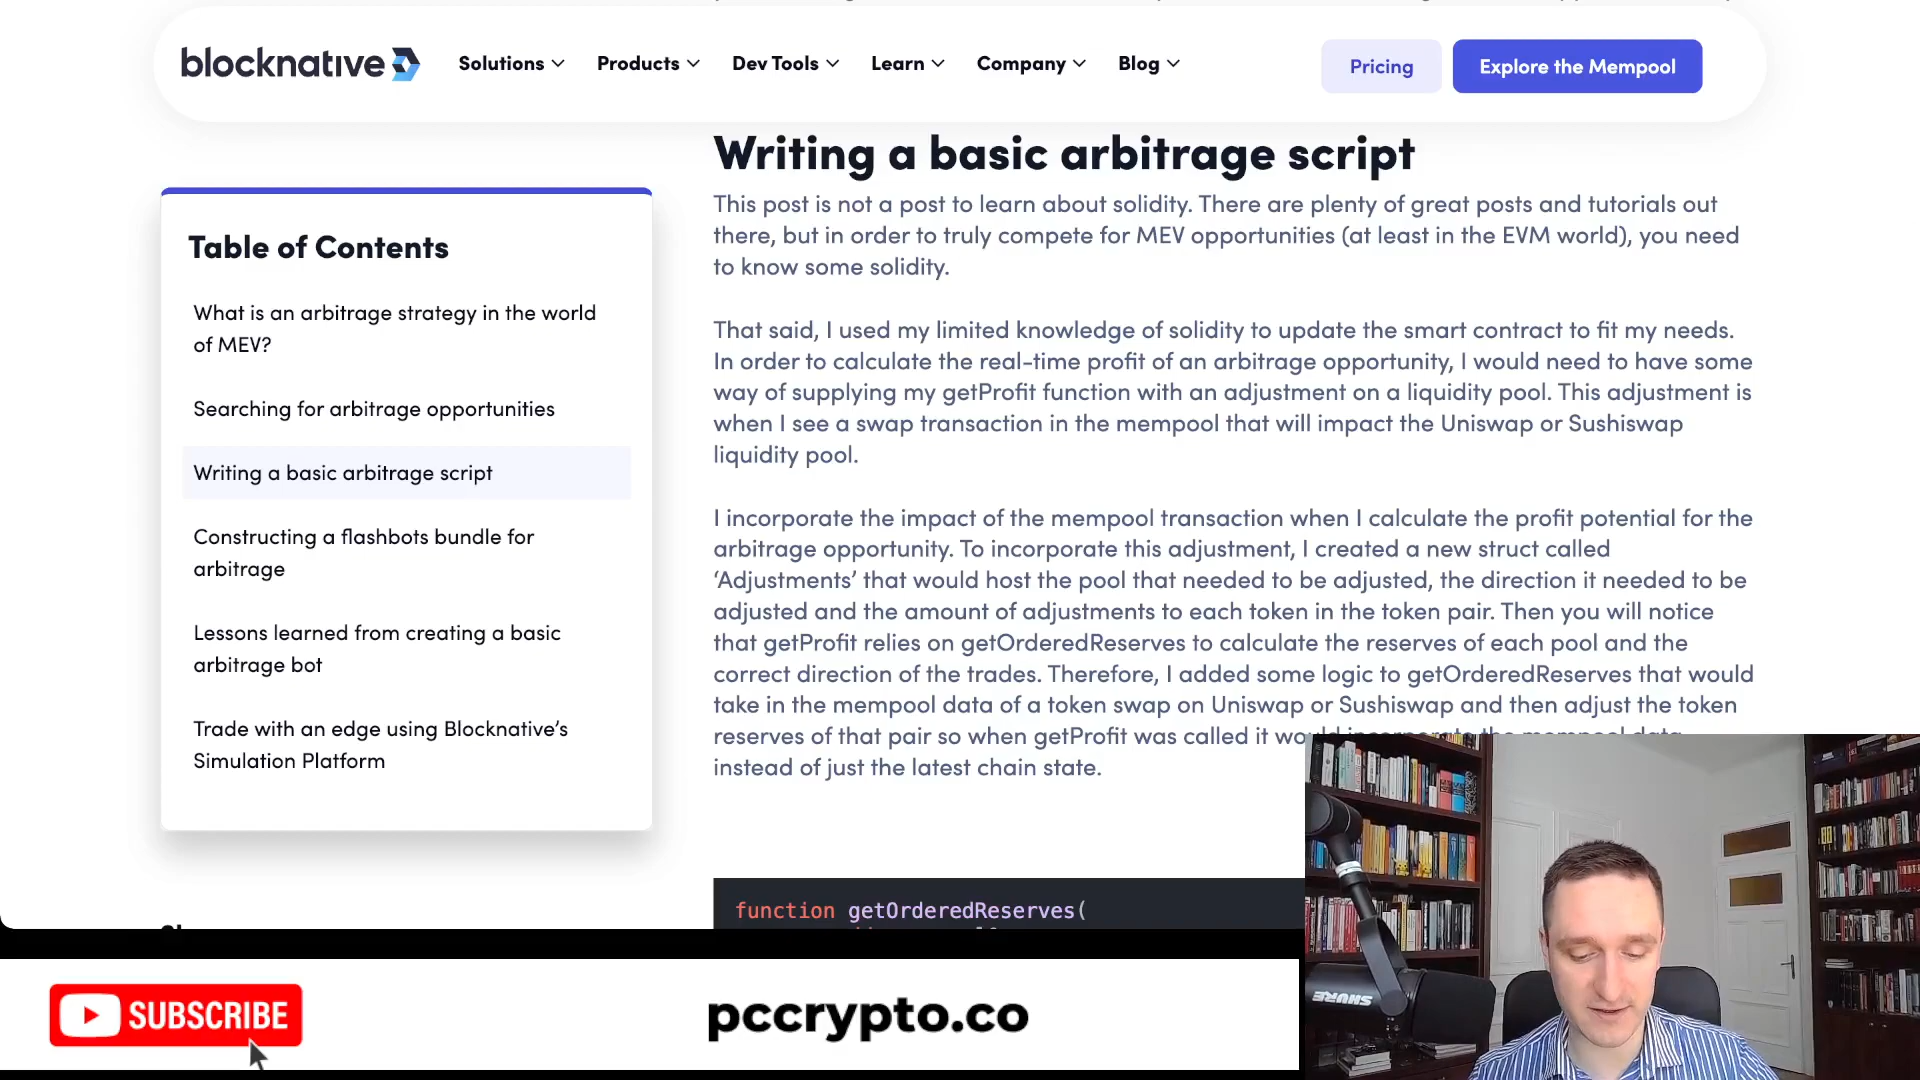 blocknative
Solutions
Products
Dev Tools
Learn
Company
Blog
Pricing
Explore the Mempool
Table of Contents
What is an arbitrage strategy in the world
of MEV?
Searching for arbitrage opportunities
Writing a basic arbitrage script
Constructing a flashbots bundle for
arbitrage
Lessons learned from creating a basic
arbitrage bot
Trade with an edge using Blocknative’s
Simulation Platform
Writing a basic arbitrage script
This post is not a post to learn about solidity. There are plenty of great posts and tutorials out
there, but in order to truly compete for MEV opportunities (at least in the EVM world), you need
to know some solidity.
That said, I used my limited knowledge of solidity to update the smart contract to fit my needs.
In order to calculate the real-time profit of an arbitrage opportunity, I would need to have some
way of supplying my getProfit function with an adjustment on a liquidity pool. This adjustment is
when I see a swap transaction in the mempool that will impact the Uniswap or Sushiswap
liquidity pool.
I incorporate the impact of the mempool transaction when I calculate the profit potential for the
arbitrage opportunity. To incorporate this adjustment, I created a new struct called
‘Adjustments’ that would host the pool that needed to be adjusted, the direction it needed to be
adjusted and the amount of adjustments to each token in the token pair. Then you will notice
that getProfit relies on getOrderedReserves to calculate the reserves of each pool and the
correct direction of the trades. Therefore, I added some logic to getOrderedReserves that would
take in the mempool data of a token swap on Uniswap or Sushiswap and then adjust the token
reserves of that pair so when getProfit was called it would incorporate the mempool data
instead of just the latest chain state.
function getOrderedReserves(
SUBSCRIBE
pccrypto.co
SHURE